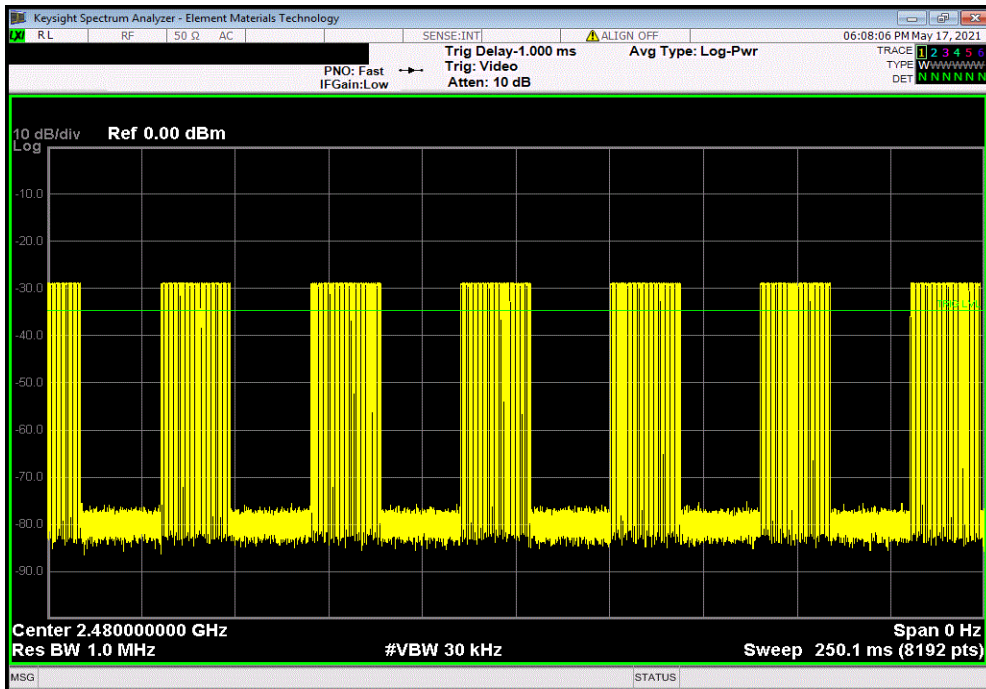 Keysight Spectrum Analyzer - Element Materials Technology
LXI RL RF 50 Ω AC SENSE:INT ALIGN OFF 06:08:06 PM May 17, 2021
Trig Delay-1.000 ms Avg Type: Log-Pwr TRACE 1 2 3 4 5 6
PNO: Fast Trig: Video TYPE WWWWWW
IFGain:Low Atten: 10 dB DET N N N N N N
10 dB/div Ref 0.00 dBm
Log
-10.0
-20.0
-30.0
-40.0
-50.0
-60.0
-70.0
-80.0
-90.0
Center 2.480000000 GHz Span 0 Hz
Res BW 1.0 MHz #VBW 30 kHz Sweep 250.1 ms (8192 pts)
MSG STATUS